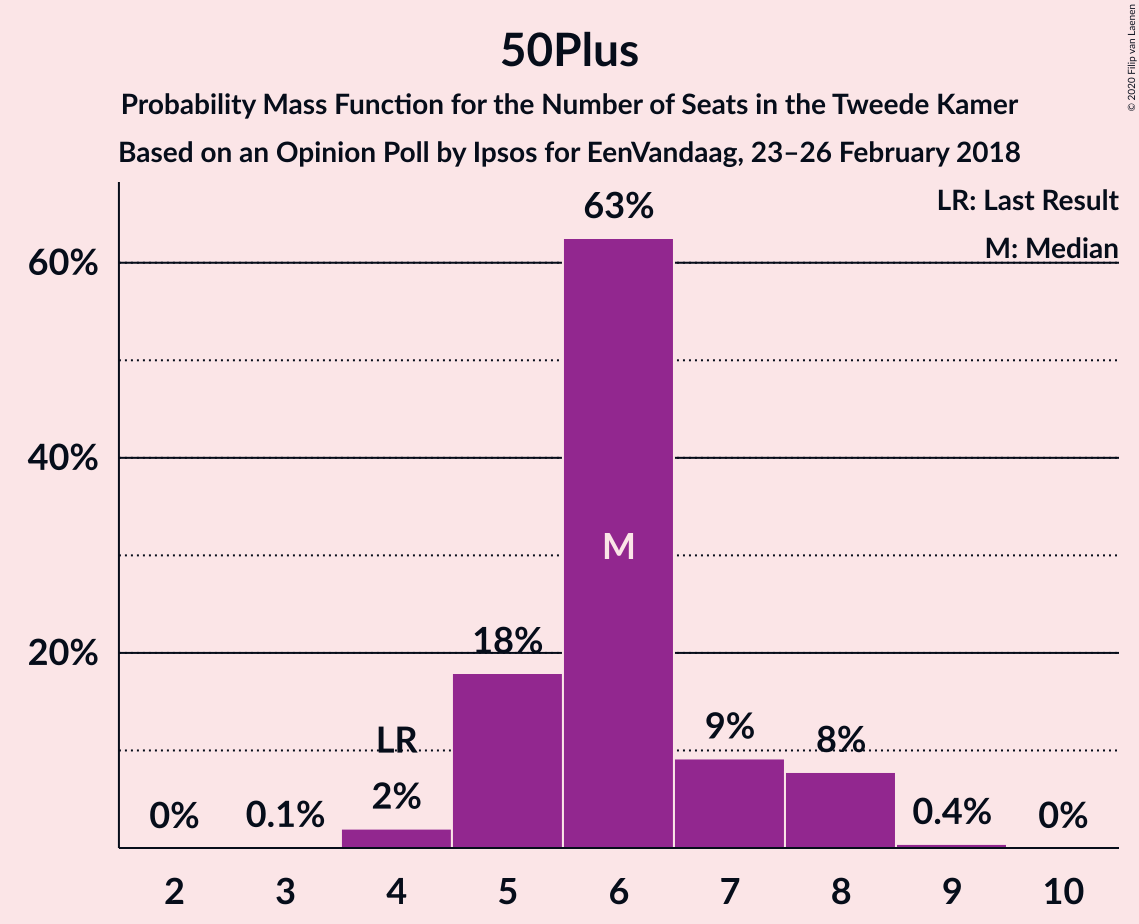 50Plus
Probability Mass Function for the Number of Seats in the Tweede Kamer
Based on an Opinion Poll by Ipsos for EenVandaag, 23–26 February 2018
© 2020 Filip van Laenen
LR: Last Result
M: Median
60%
40%
20%
0%
0.1%
LR
2%
18%
63%
M
9%
8%
0.4%
0%
2 3 4 5 6 7 8 9 10